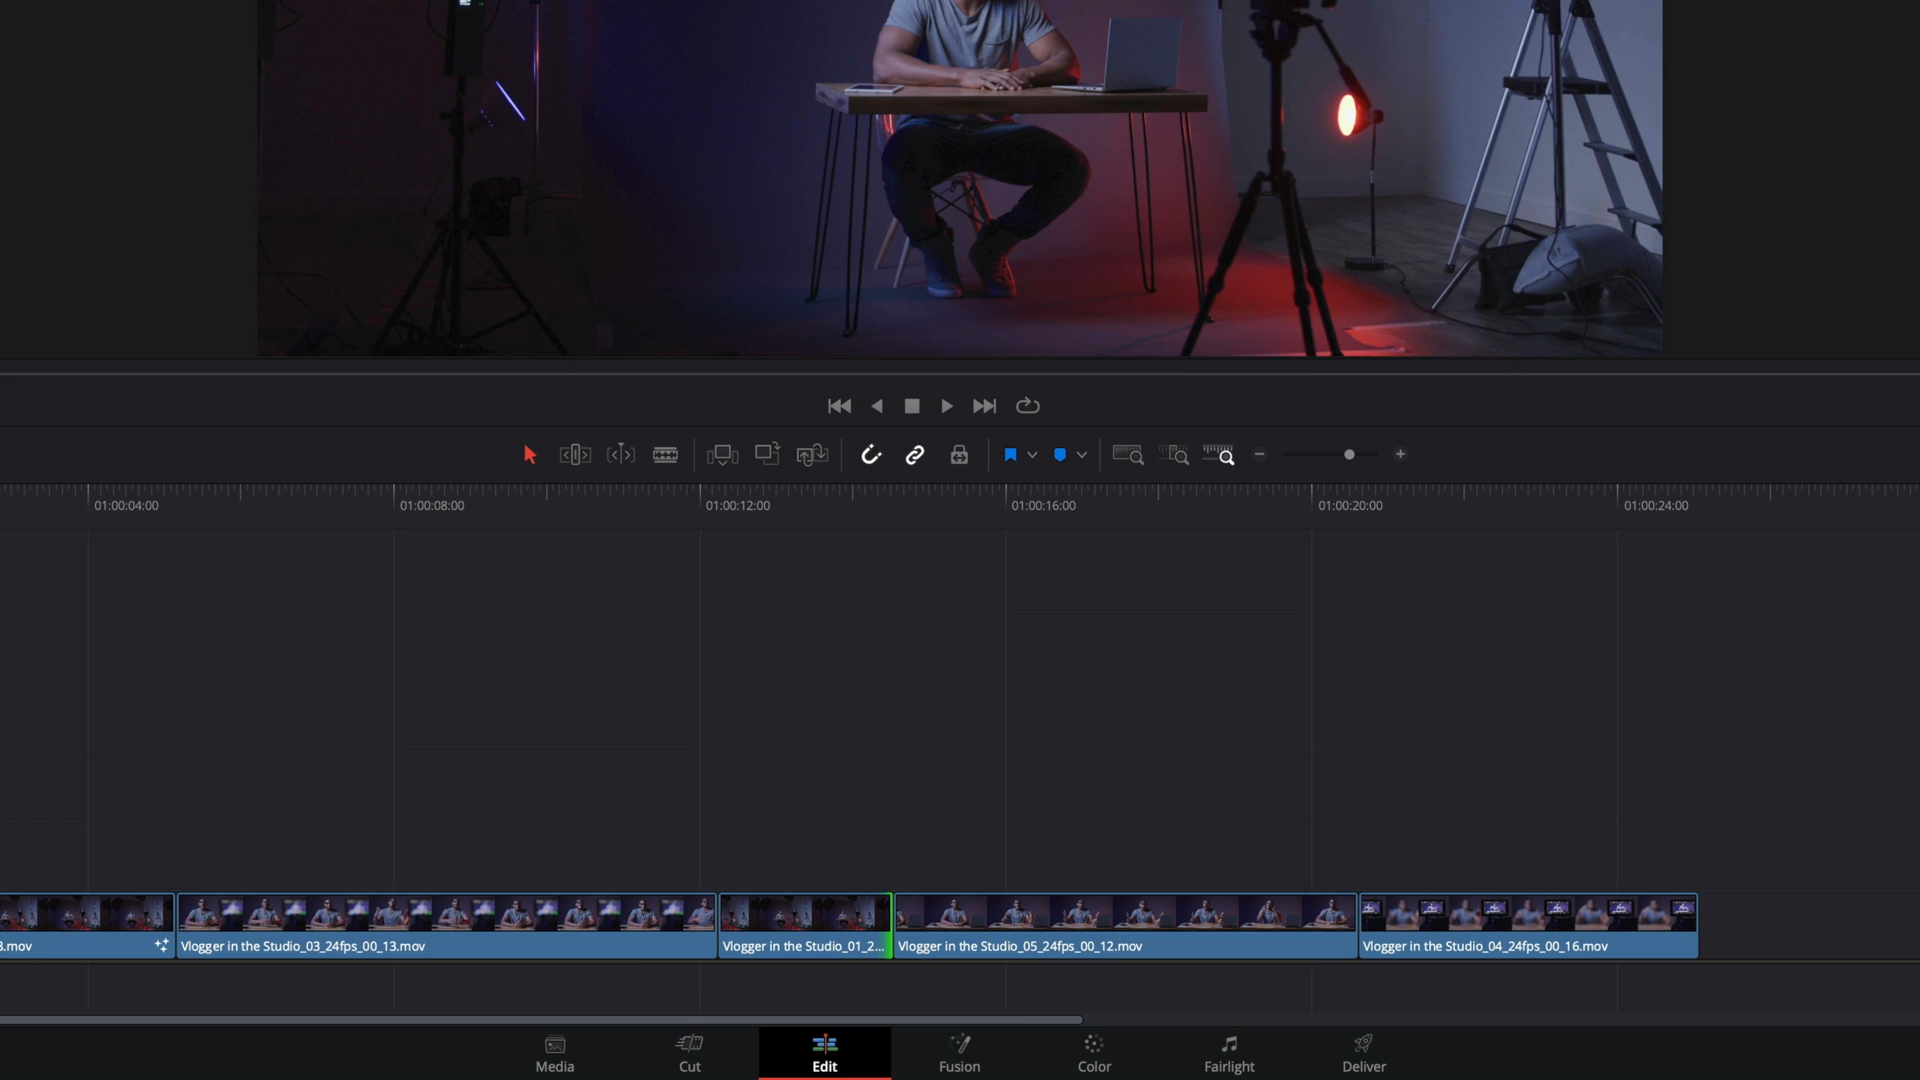 01:00:04:00
01:00:08:00
01:00:12:00
01:00:16:00
01:00:20:00
01:00:24:00
3.mov
Vlogger in the Studio_03_24fps_00_13.mov
Vlogger in the Studio_01_2...
Vlogger in the Studio_05_24fps_00_12.mov
Vlogger in the Studio_04_24fps_00_16.mov
Media
Cut
Edit
Fusion
Color
Fairlight
Deliver